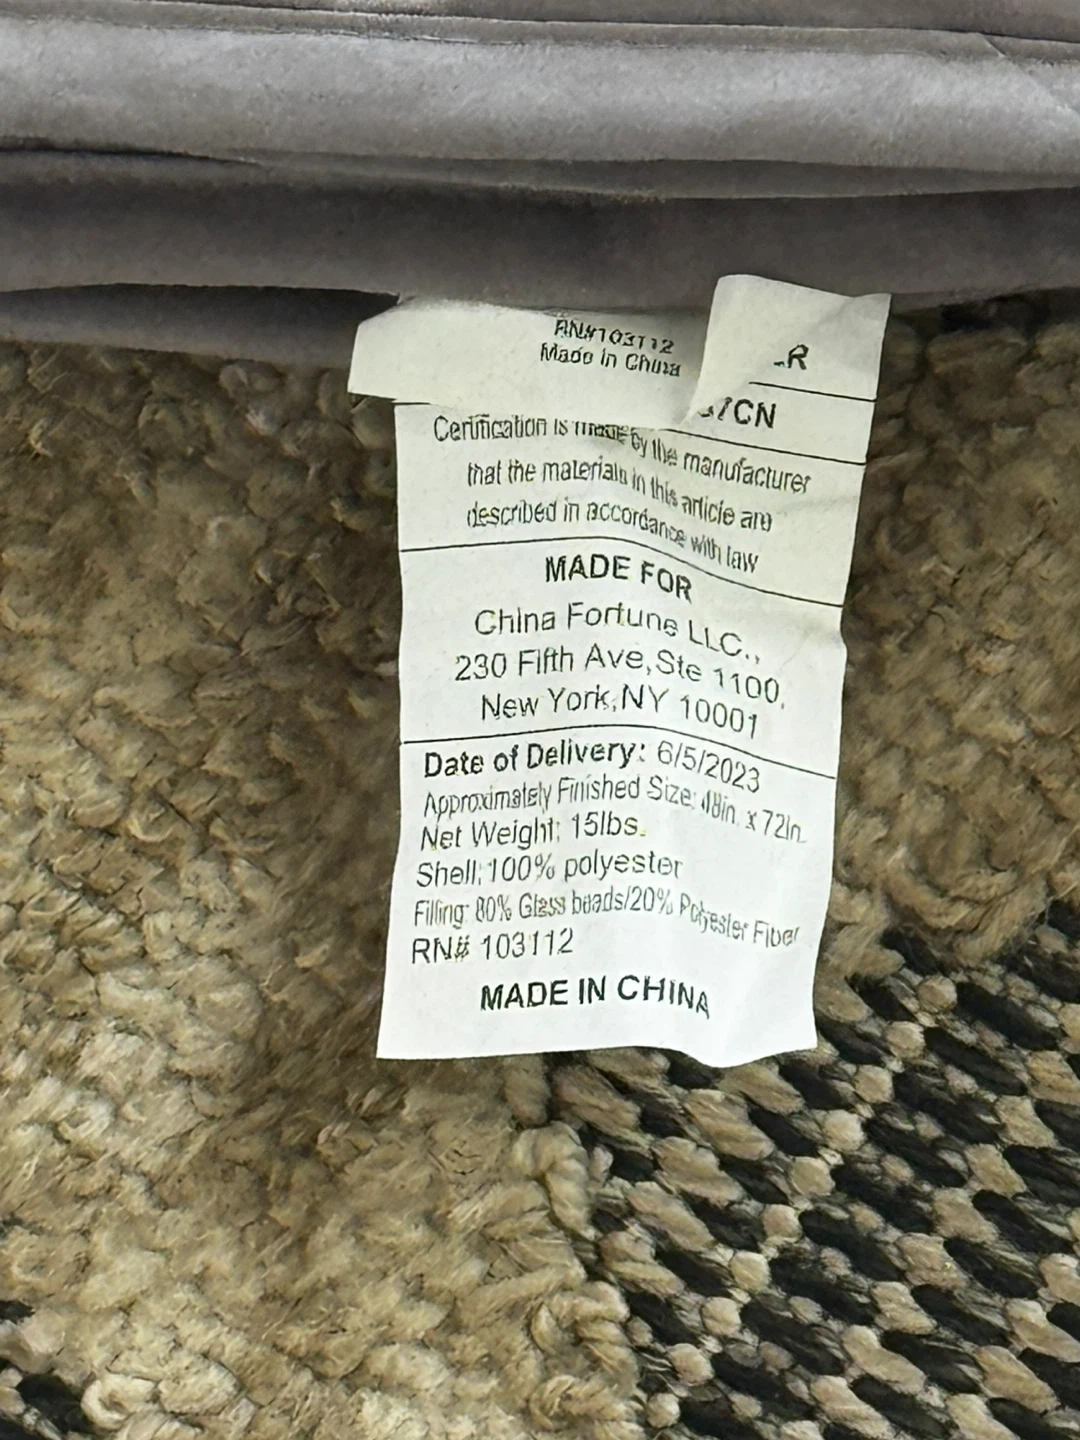 RN#103112
Made in China
R
7CN
Certification is made by the manufacturer
that the materials in this article are
described in accordance with law
MADE FOR
China Fortune LLC.,
230 Fifth Ave,Ste 1100,
New York,NY 10001
Date of Delivery: 6/5/2023
Approximately Finished Size: 48in. x 72in.
Net Weight: 15lbs.
Shell:100% polyester
Filling: 80% Glass beads/20% Polyester Fiber
RN# 103112
MADE IN CHINA